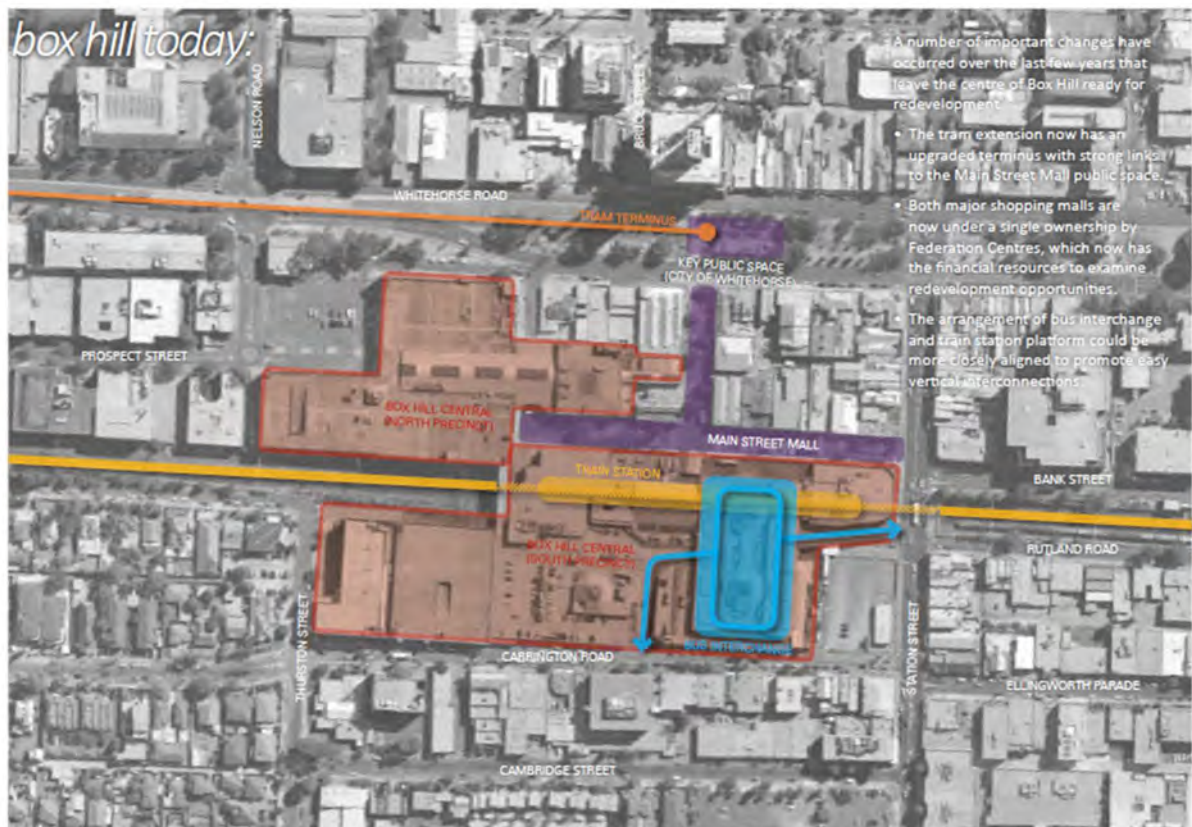 box hill today:
A number of important changes have
occurred over the last few years that
leave the centre of Box Hill ready for
redevelopment.
• The tram extension now has an
upgraded terminus with strong links
to the Main Street Mall public space.
• Both major shopping malls are
now under a single ownership by
Federation Centres, which now has
the financial resources to examine
redevelopment opportunities.
• The arrangement of bus interchange
and train station platform could be
more closely aligned to promote easy
vertical interconnections.
NELSON ROAD
BRUCE STREET
WHITEHORSE ROAD
TRAM TERMINUS
KEY PUBLIC SPACE
(CITY OF WHITEHORSE)
PROSPECT STREET
BOX HILL CENTRAL
(NORTH PRECINCT)
MAIN STREET MALL
TRAIN STATION
BANK STREET
BOX HILL CENTRAL
(SOUTH PRECINCT)
RUTLAND ROAD
THURSTON STREET
STATION STREET
BUS INTERCHANGE
CARRINGTON ROAD
ELLINGWORTH PARADE
CAMBRIDGE STREET